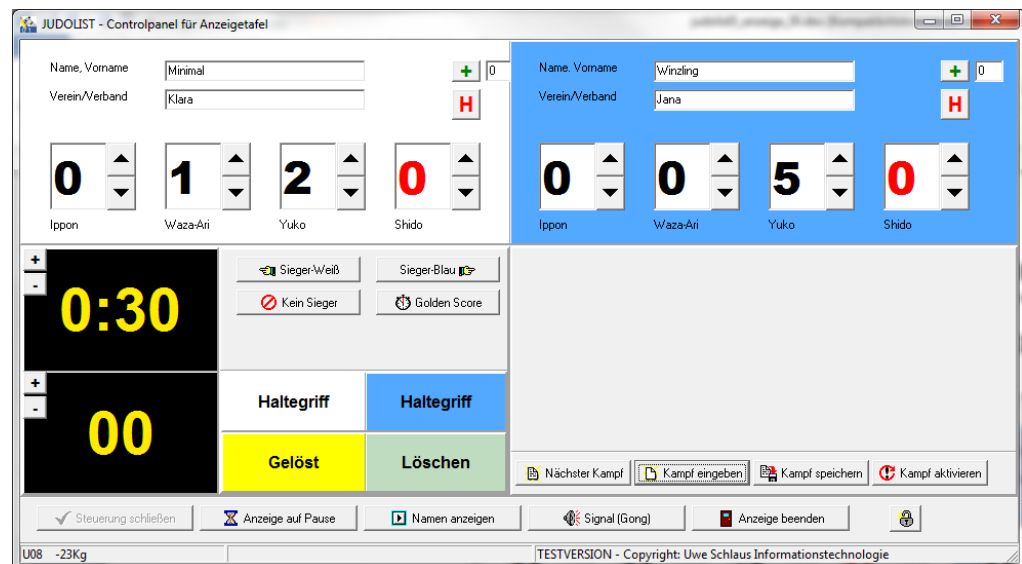 JUDOLIST - Controlpanel für Anzeigetafel
Name, Vorname Minimal + 0
Verein/Verband Klara H
0 1 2 0
Ippon Waza-Ari Yuko Shido
Name. Vorname Winzling + 0
Verein/Verband Jana H
0 0 5 0
Ippon Waza-Ari Yuko Shido
+
-
0:30
Sieger-Weiß Sieger-Blau
Kein Sieger Golden Score
+
-
00
Haltegriff Haltegriff
Gelöst Löschen
Nächster Kampf Kampf eingeben Kampf speichern Kampf aktivieren
Steuerung schließen Anzeige auf Pause Namen anzeigen Signal (Gong) Anzeige beenden
U08 -23Kg TESTVERSION - Copyright: Uwe Schlaus Informationstechnologie